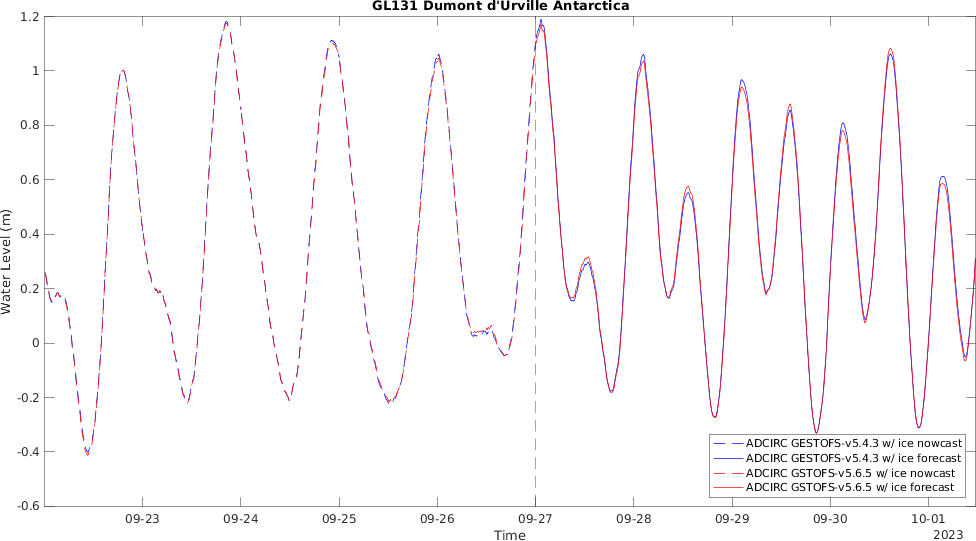 GL131 Dumont d'Urville Antarctica
1.2
1
0.8
0.6
0.4
0.2
0
-0.2
-0.4
-0.6
Water Level (m)
09-23 09-24 09-25 09-26 09-27 09-28 09-29 09-30 10-01
Time
2023
ADCIRC GESTOFS-v5.4.3 w/ ice nowcast
ADCIRC GESTOFS-v5.4.3 w/ ice forecast
ADCIRC GSTOFS-v5.6.5 w/ ice nowcast
ADCIRC GSTOFS-v5.6.5 w/ ice forecast